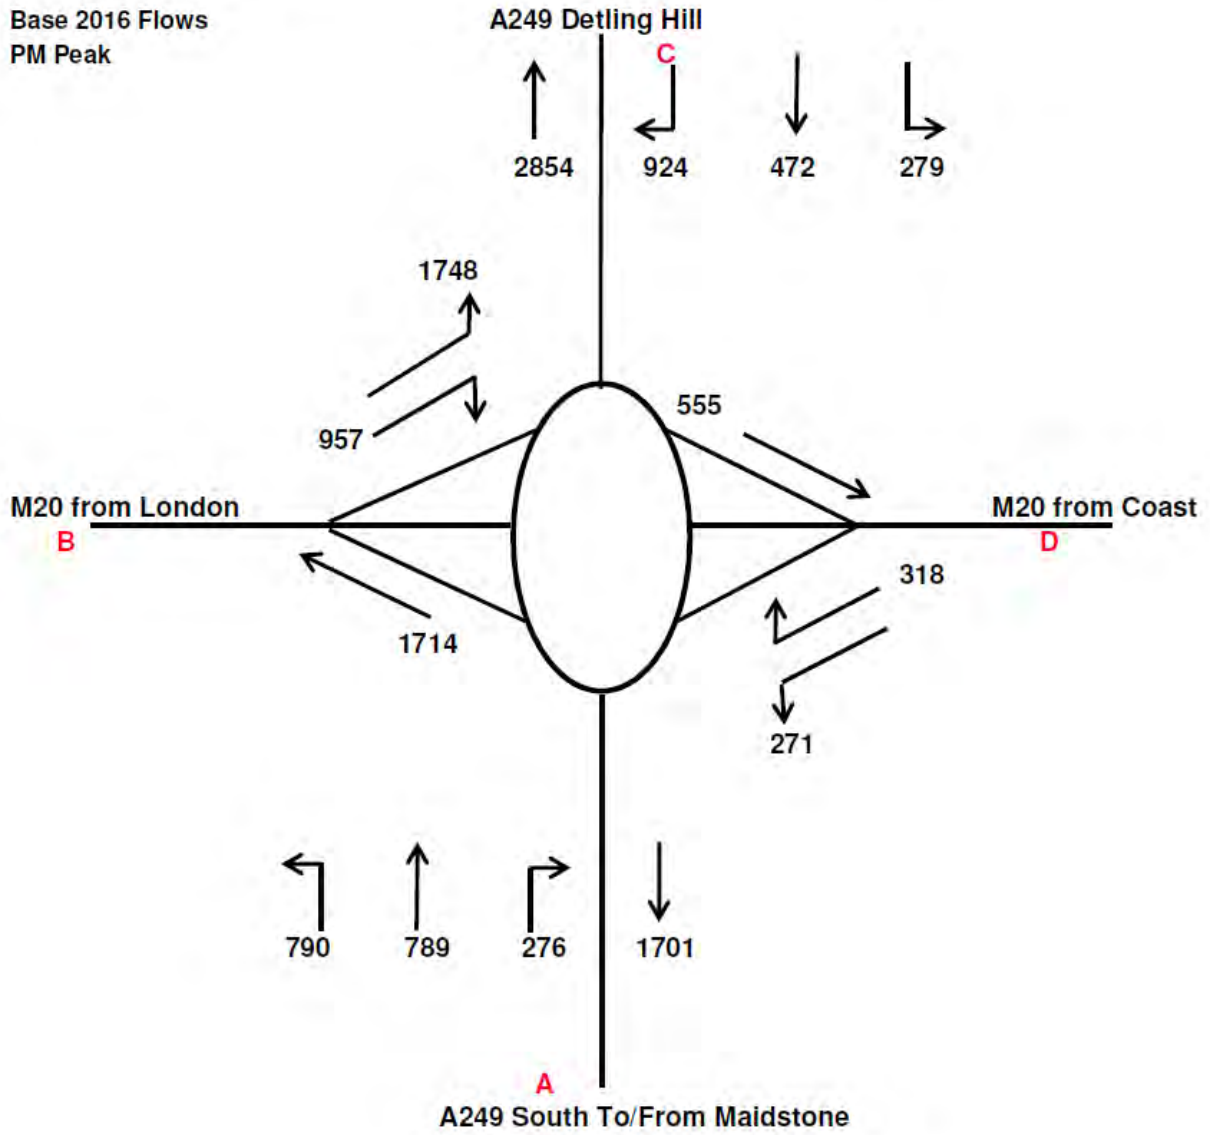 Base 2016 Flows
PM Peak
A249 Detling Hill
C
2854
924
472
279
1748
957
555
M20 from London
B
M20 from Coast
D
318
1714
271
790
789
276
1701
A
A249 South To/From Maidstone